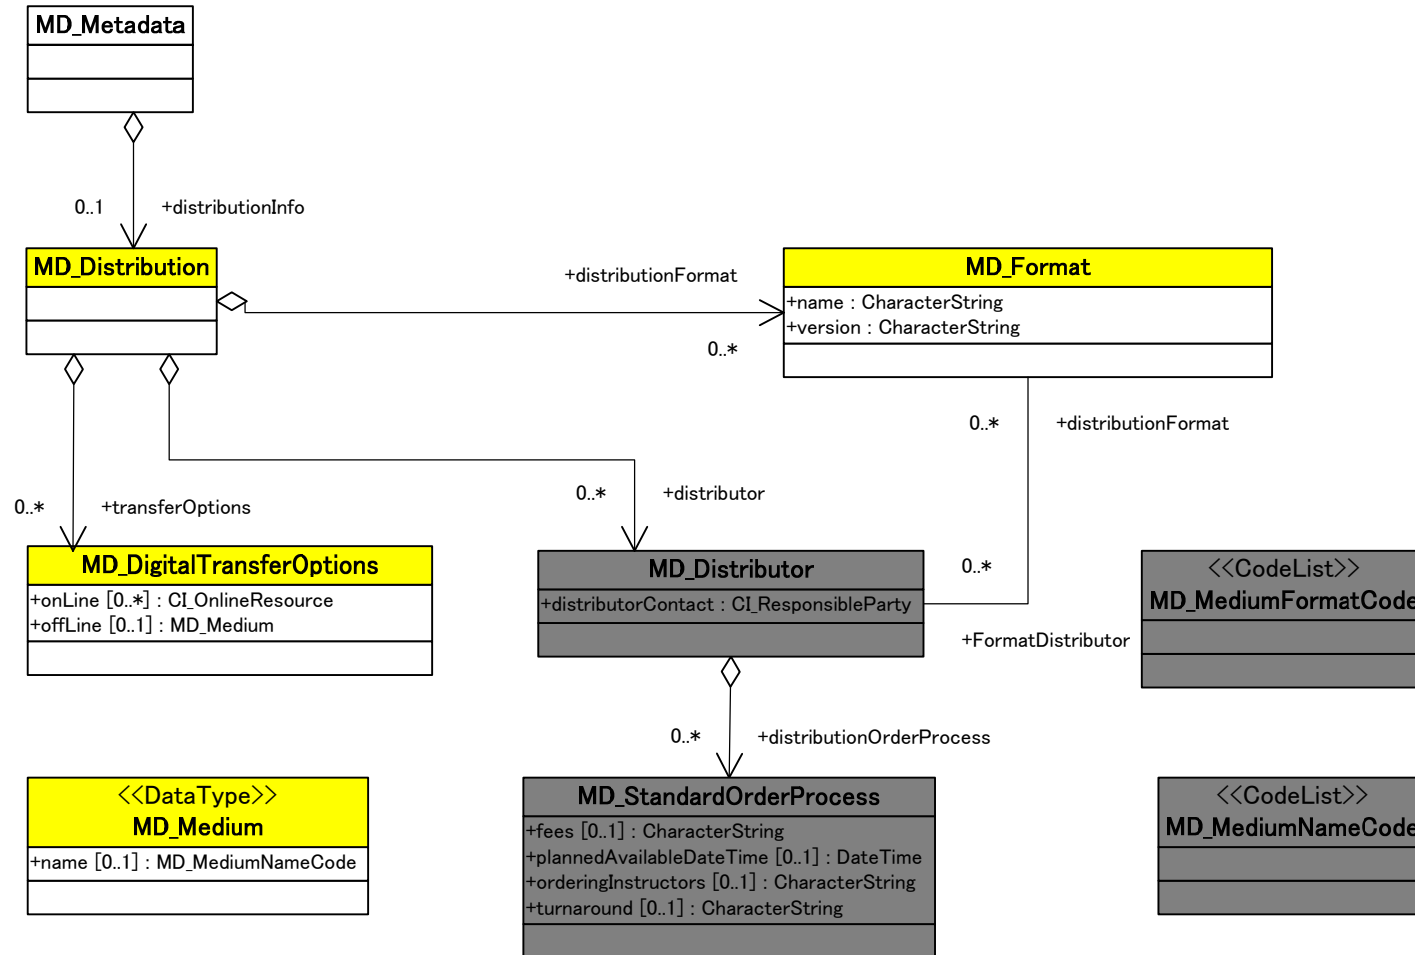 MD_Metadata
0..1
+distributionInfo
MD_Distribution
+distributionFormat
0..*
MD_Format
+name : CharacterString
+version : CharacterString
0..*
+distributionFormat
0..*
+transferOptions
0..*
+distributor
MD_DigitalTransferOptions
+onLine [0..*] : CI_OnlineResource
+offLine [0..1] : MD_Medium
MD_Distributor
+distributorContact : CI_ResponsibleParty
0..*
+FormatDistributor
<<CodeList>>
MD_MediumFormatCode
0..*
+distributionOrderProcess
<<DataType>>
MD_Medium
+name [0..1] : MD_MediumNameCode
MD_StandardOrderProcess
+fees [0..1] : CharacterString
+plannedAvailableDateTime [0..1] : DateTime
+orderingInstructors [0..1] : CharacterString
+turnaround [0..1] : CharacterString
<<CodeList>>
MD_MediumNameCode